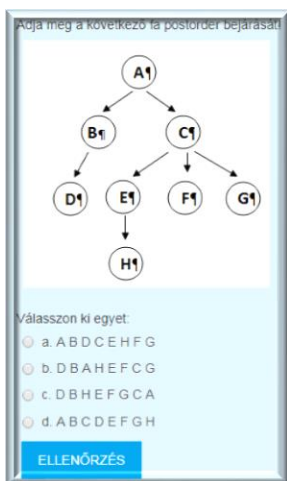 Adja meg a következő fa postorder bejárását!
A¶
B¶ C¶
D¶ E¶ F¶ G¶
H¶
Válasszon ki egyet:
a. A B D C E H F G
b. D B A H E F C G
c. D B H E F G C A
d. A B C D E F G H
ELLENŐRZÉS